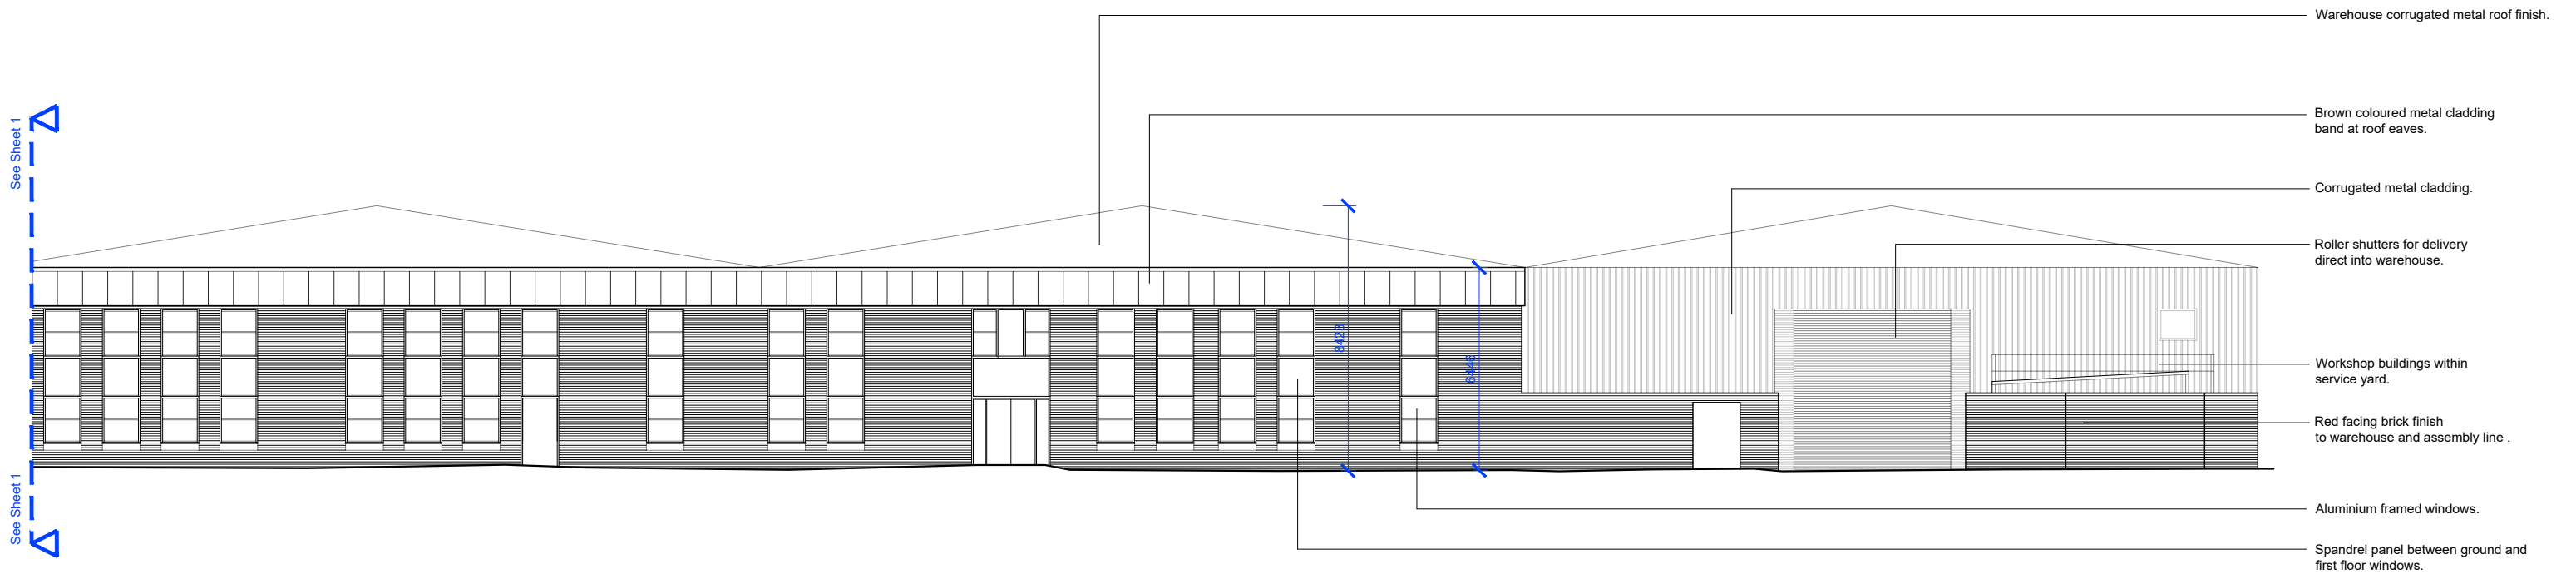 Warehouse corrugated metal roof finish.
See Sheet 1
Brown coloured metal cladding
band at roof eaves.
Corrugated metal cladding.
Roller shutters for delivery
direct into warehouse.
8423
6446
Workshop buildings within
service yard.
Red facing brick finish
to warehouse and assembly line .
See Sheet 1
Aluminium framed windows.
Spandrel panel between ground and
first floor windows.